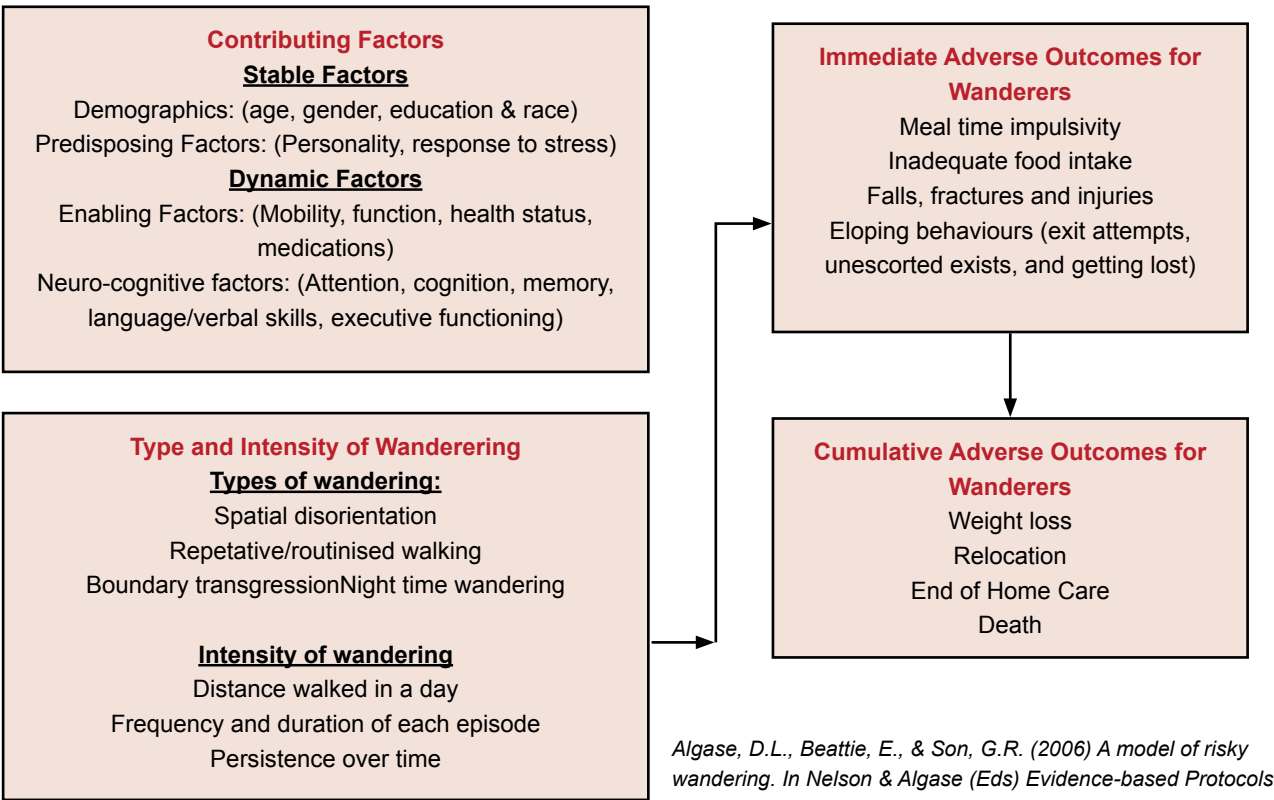 Contributing Factors
Stable Factors
Demographics: (age, gender, education & race)
Predisposing Factors: (Personality, response to stress)
Dynamic Factors
Enabling Factors: (Mobility, function, health status,
medications)
Neuro-cognitive factors: (Attention, cognition, memory,
language/verbal skills, executive functioning)
Type and Intensity of Wanderering
Types of wandering:
Spatial disorientation
Repetative/routinised walking
Boundary transgressionNight time wandering
Intensity of wandering
Distance walked in a day
Frequency and duration of each episode
Persistence over time
Immediate Adverse Outcomes for
Wanderers
Meal time impulsivity
Inadequate food intake
Falls, fractures and injuries
Eloping behaviours (exit attempts,
unescorted exists, and getting lost)
Cumulative Adverse Outcomes for
Wanderers
Weight loss
Relocation
End of Home Care
Death
Algase, D.L., Beattie, E., & Son, G.R. (2006) A model of risky
wandering. In Nelson & Algase (Eds) Evidence-based Protocols